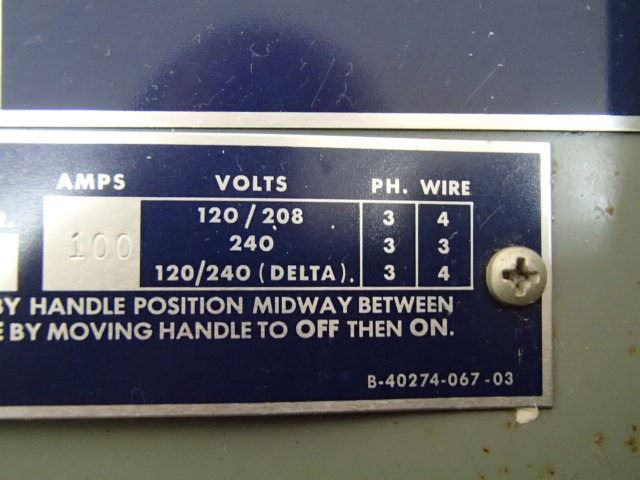 AMPS VOLTS PH. WIRE
120/208 3 4
100 240 3 3
120/240 (DELTA). 3 4
BY HANDLE POSITION MIDWAY BETWEEN
BY MOVING HANDLE TO OFF THEN ON.
B-40274-067-03